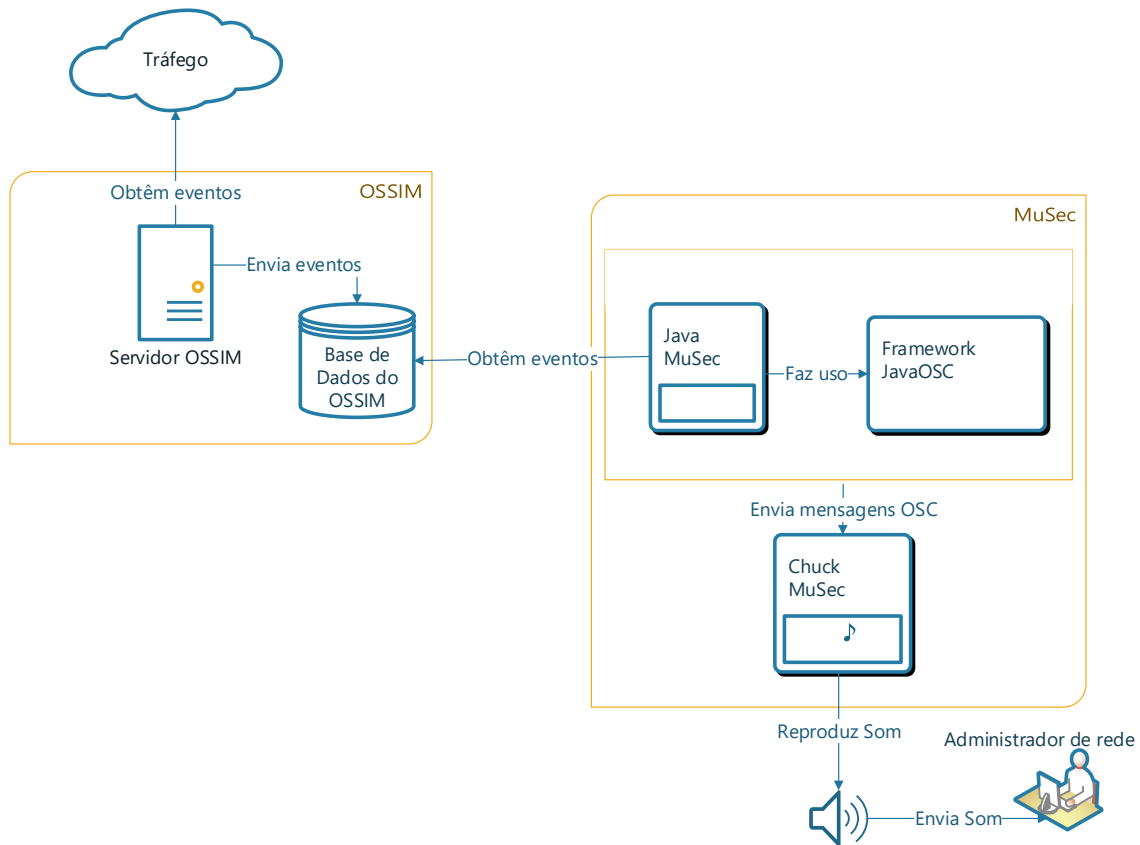 Tráfego
Obtêm eventos
OSSIM
Envia eventos
Servidor OSSIM
Base de
Dados do
OSSIM
Obtêm eventos
MuSec
Java
MuSec
Faz uso
Framework
JavaOSC
Envia mensagens OSC
Chuck
MuSec
Reproduz Som
Administrador de rede
Envia Som